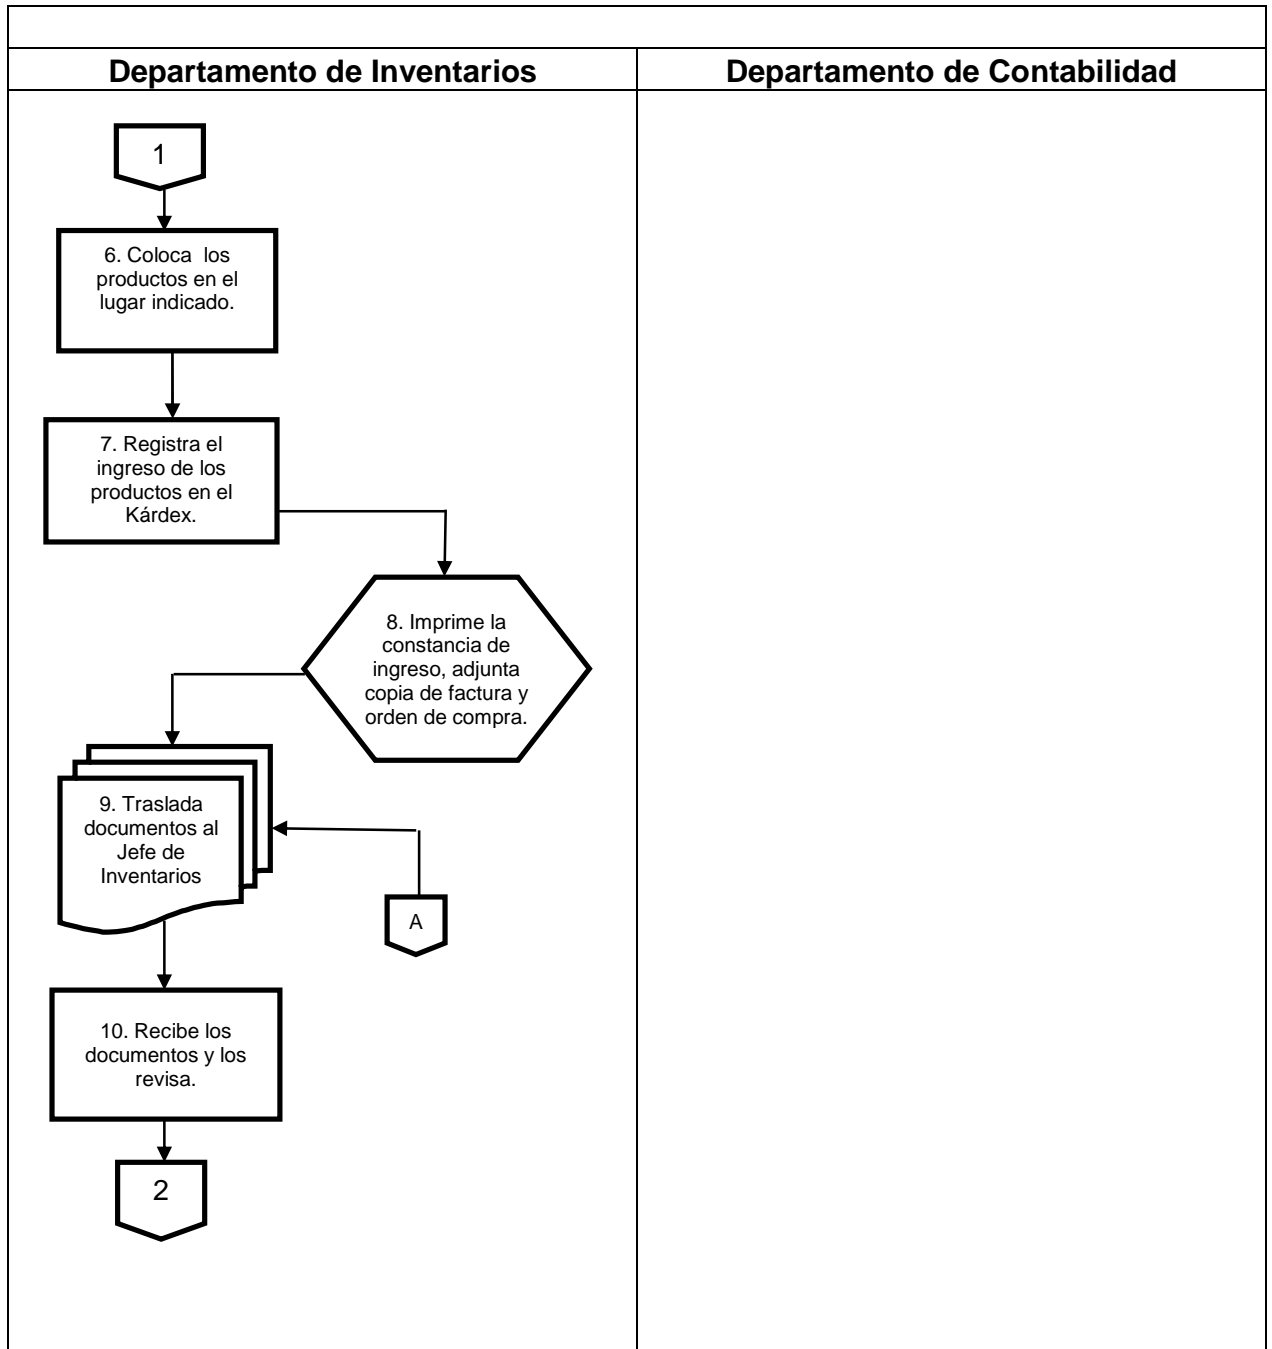 Departamento de Inventarios
Departamento de Contabilidad
1
6. Coloca  los
productos en el
lugar indicado.
7. Registra el
ingreso de los
productos en el
Kárdex.
8. Imprime la
constancia de
ingreso, adjunta
copia de factura y
orden de compra.
9. Traslada
documentos al
Jefe de
Inventarios
A
10. Recibe los
documentos y los
revisa.
2